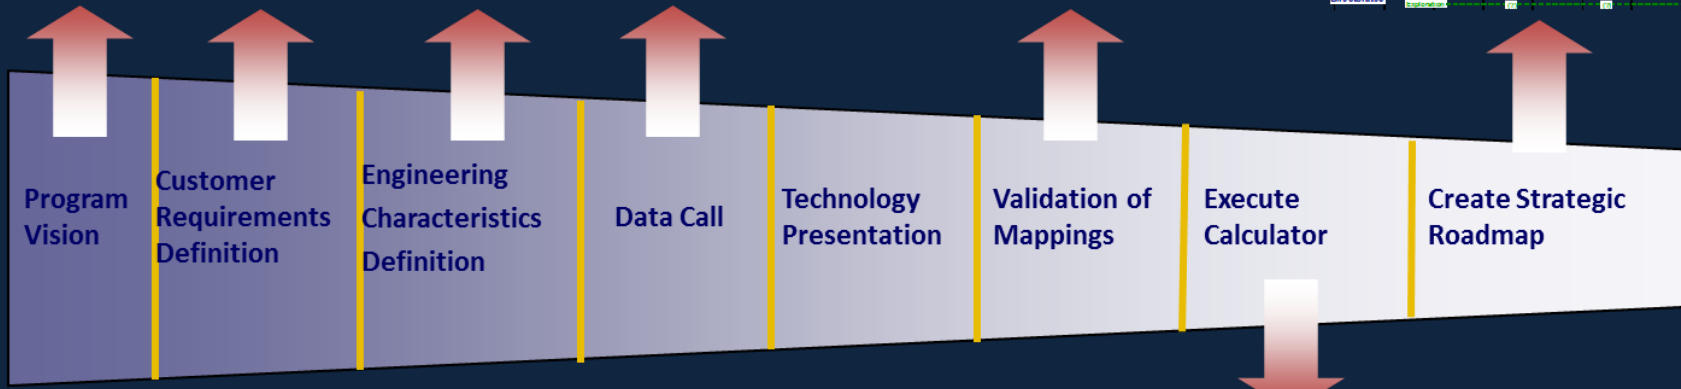 Exploration
Program
Vision
Customer
Requirements
Definition
Engineering
Characteristics
Definition
Data Call
Technology
Presentation
Validation of
Mappings
Execute
Calculator
Create Strategic
Roadmap